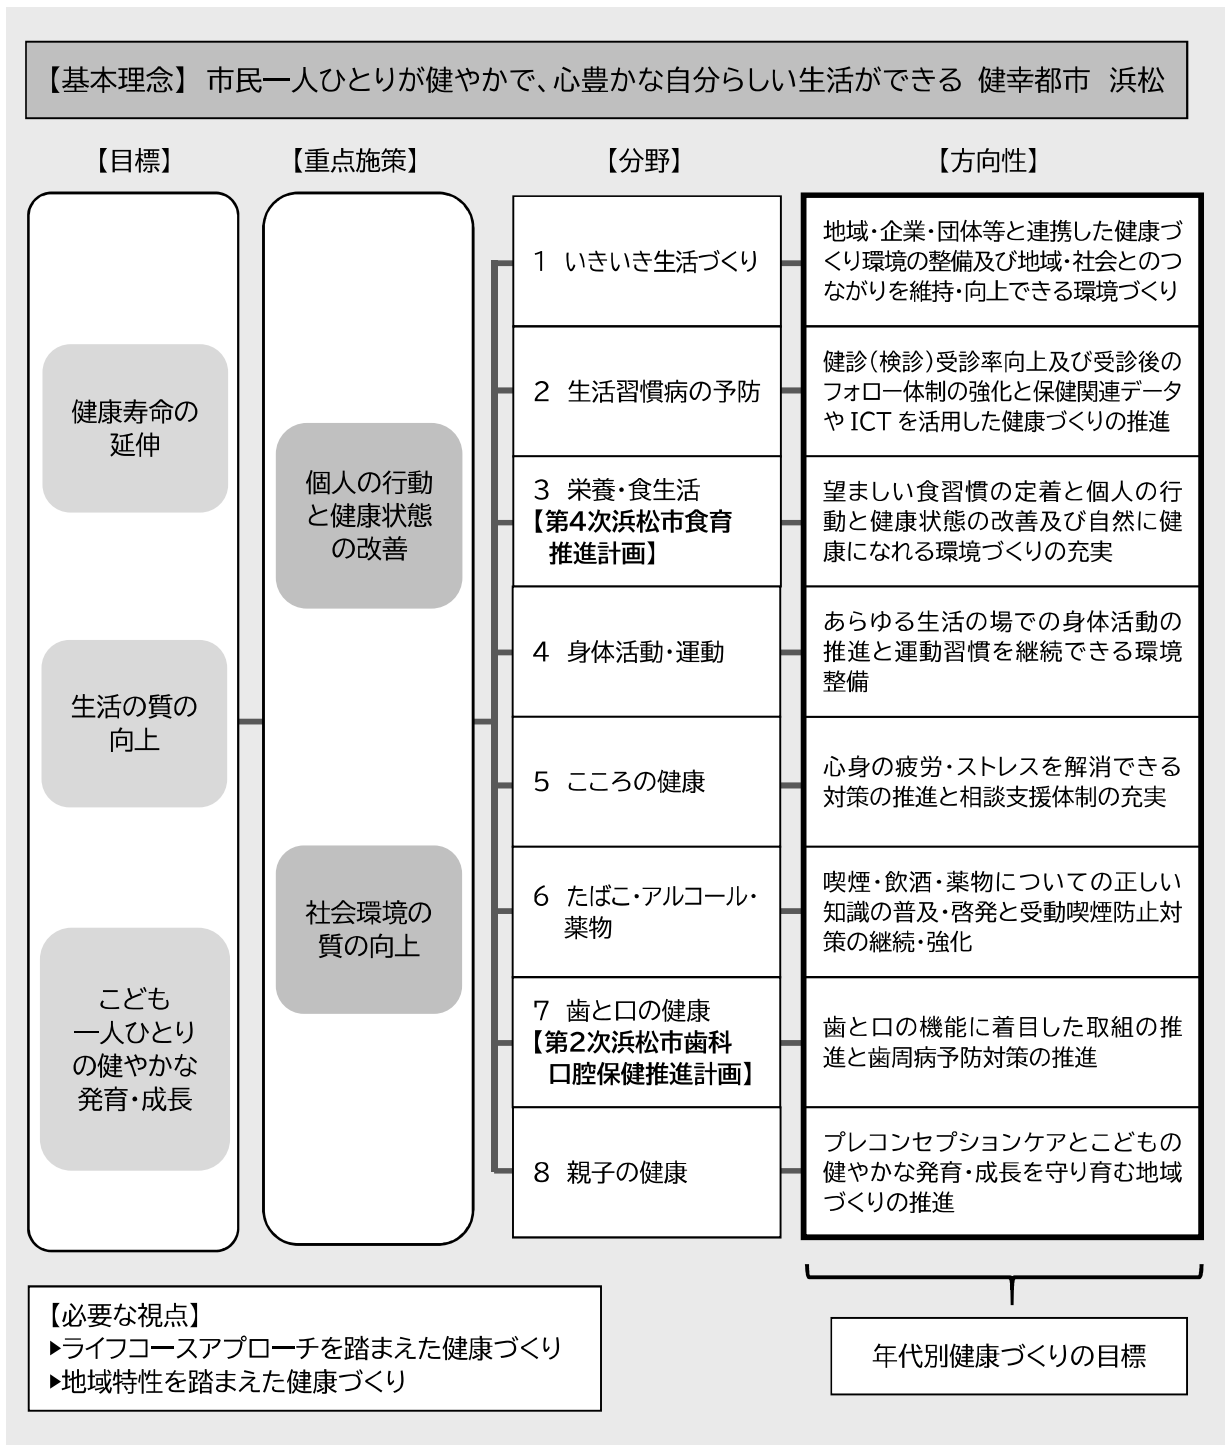 【基本理念】 市民一人ひとりが健やかで、心豊かな自分らしい生活ができる 健幸都市　浜松
【目標】
健康寿命の
延伸
生活の質の
向上
こども
一人ひとり
の健やかな
発育・成長
【重点施策】
個人の行動
と健康状態
の改善
社会環境の
質の向上
【分野】
【方向性】
1　いきいき生活づくり
地域・企業・団体等と連携した健康づ
くり環境の整備及び地域・社会とのつ
ながりを維持・向上できる環境づくり
2　生活習慣病の予防
健診（検診）受診率向上及び受診後の
フォロー体制の強化と保健関連データ
や ICT を活用した健康づくりの推進
3　栄養・食生活
【第4次浜松市食育
推進計画】
望ましい食習慣の定着と個人の行
動と健康状態の改善及び自然に健
康になれる環境づくりの充実
4　身体活動・運動
あらゆる生活の場での身体活動の
推進と運動習慣を継続できる環境
整備
5　こころの健康
心身の疲労・ストレスを解消できる
対策の推進と相談支援体制の充実
6　たばこ・アルコール・
薬物
喫煙・飲酒・薬物についての正しい
知識の普及・啓発と受動喫煙防止対
策の継続・強化
7　歯と口の健康
【第2次浜松市歯科
口腔保健推進計画】
歯と口の機能に着目した取組の推
進と歯周病予防対策の推進
8　親子の健康
プレコンセプションケアとこどもの
健やかな発育・成長を守り育む地域
づくりの推進
【必要な視点】
▶ライフコースアプローチを踏まえた健康づくり
▶地域特性を踏まえた健康づくり
年代別健康づくりの目標